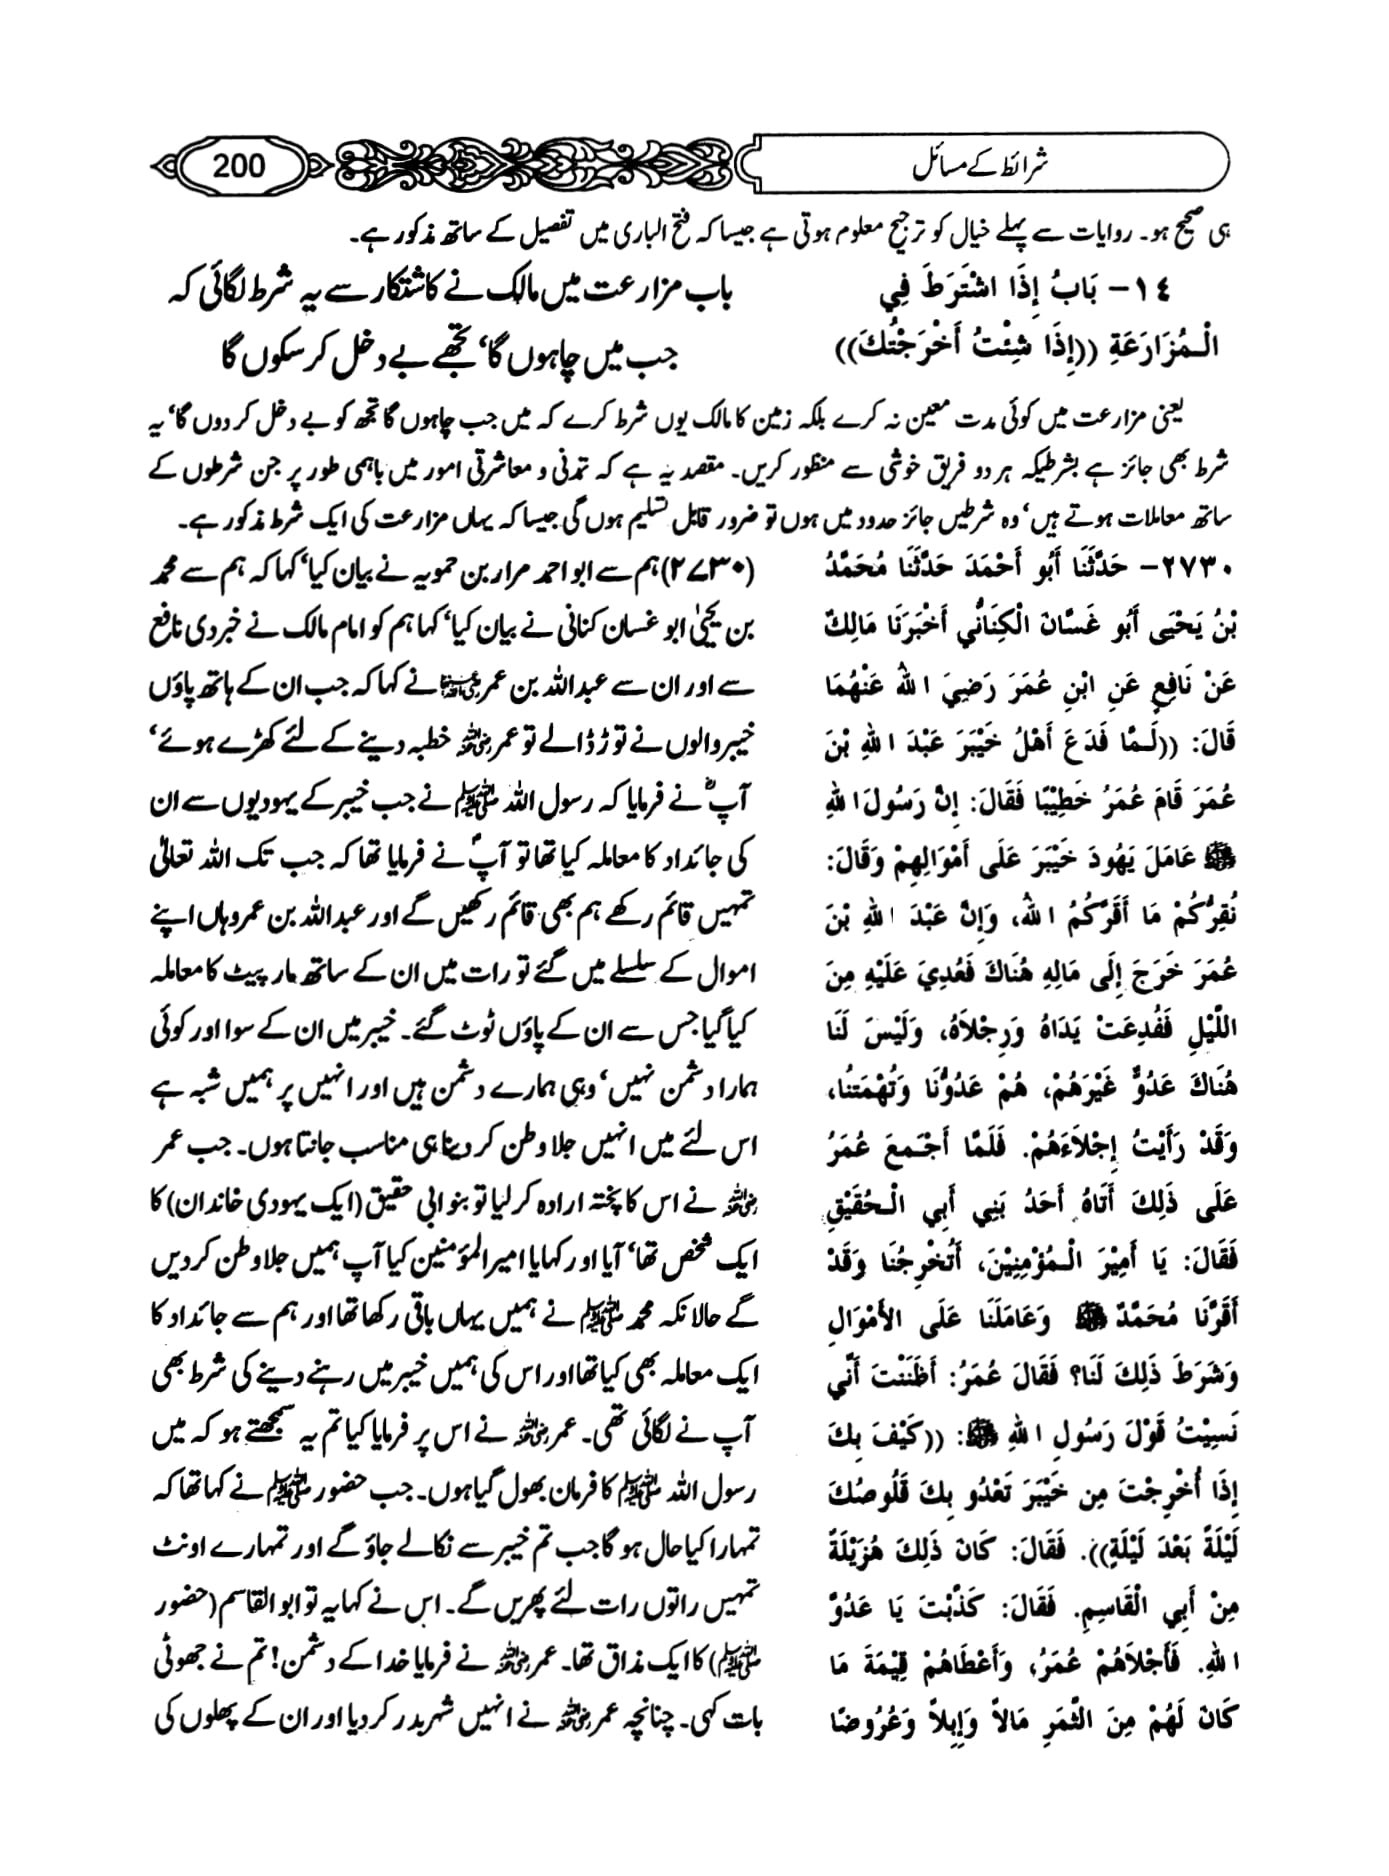 شرائط کے مسائل
200
ہی صحیح ہو۔ روایات سے پہلے خیال کو ترجیح معلوم ہوتی ہے جیسا کہ فتح الباری میں تفصیل کے ساتھ مذکور ہے۔
١٤- بَابُ إِذَا اشْتَرَطَ فِي
الْـمُزَارَعَةِ ((إِذَا شِئْتُ أَخْرَجْتُكَ))
باب مزارعت میں مالک نے کاشتکار سے یہ شرط لگائی کہ
جب میں چاہوں گا‘ تجھے بے دخل کر سکوں گا
یعنی مزارعت میں کوئی مدت معین نہ کرے بلکہ زمین کا مالک یوں شرط کرے کہ میں جب چاہوں گا تجھ کو بے دخل کر دوں گا‘ یہ
شرط بھی جائز ہے بشرطیکہ ہر دو فریق خوشی سے منظور کریں۔ مقصد یہ ہے کہ تمدنی و معاشرتی امور میں باہمی طور پر جن شرطوں کے
ساتھ معاملات ہوتے ہیں‘ وہ شرطیں جائز حدود میں ہوں تو ضرور قابل تسلیم ہوں گی جیسا کہ یہاں مزارعت کی ایک شرط مذکور ہے۔
٢٧٣٠- حَدَّثَنَا أَبُو أَحْمَدَ حَدَّثَنَا مُحَمَّدُ
بْنُ يَحْيَى أَبُو غَسَّانَ الْكِنَانِيُّ أَخْبَرَنَا مَالِكٌ
عَنْ نَافِعٍ عَنِ ابْنِ عُمَرَ رَضِيَ اللهُ عَنْهُمَا
قَالَ: ((لَـمَّا فَدَعَ أَهْلُ خَيْبَرَ عَبْدَ اللهِ بْنَ
عُمَرَ قَامَ عُمَرُ خَطِيبًا فَقَالَ: إِنَّ رَسُولَ اللهِ
ﷺ عَامَلَ يَهُودَ خَيْبَرَ عَلَى أَمْوَالِهِمْ وَقَالَ:
نُقِرُّكُمْ مَا أَقَرَّكُمُ اللهُ، وَإِنَّ عَبْدَ اللهِ بْنَ
عُمَرَ خَرَجَ إِلَى مَالِهِ هُنَاكَ فَعُدِيَ عَلَيْهِ مِنَ
اللَّيْلِ فَفُدِعَتْ يَدَاهُ وَرِجْلاَهُ، وَلَيْسَ لَنَا
هُنَاكَ عَدُوٌّ غَيْرَهُمْ، هُمْ عَدُوُّنَا وَتُهْمَتُنَا،
وَقَدْ رَأَيْتُ إِجْلاَءَهُمْ. فَلَمَّا أَجْمَعَ عُمَرُ
عَلَى ذَلِكَ أَتَاهُ أَحَدُ بَنِي أَبِي الْـحُقَيْقِ
فَقَالَ: يَا أَمِيْرَ الْـمُؤْمِنِيْنَ، أَتُخْرِجُنَا وَقَدْ
أَقَرَّنَا مُحَمَّدٌ ﷺ وَعَامَلَنَا عَلَى الأَمْوَالِ
وَشَرَطَ ذَلِكَ لَنَا؟ فَقَالَ عُمَرُ: أَظَنَنْتَ أَنِّي
نَسِيْتُ قَوْلَ رَسُولِ اللهِ ﷺ: ((كَيْفَ بِكَ
إِذَا أُخْرِجْتَ مِن خَيْبَرَ تَعْدُو بِكَ قَلُوصُكَ
لَيْلَةً بَعْدَ لَيْلَةٍ)). فَقَالَ: كَانَ ذَلِكَ هُزَيْلَةً
مِنْ أَبِي الْقَاسِمِ. فَقَالَ: كَذَبْتَ يَا عَدُوَّ
اللهِ. فَأَجْلاَهُمْ عُمَرُ، وَأَعْطَاهُمْ قِيْمَةَ مَا
كَانَ لَهُمْ مِنَ الثَّمَرِ مَالاً وَإِبِلاً وَعُرُوضًا
(۲۷۳۰) ہم سے ابو احمد مرار بن حمویہ نے بیان کیا‘ کہا کہ ہم سے محمد
بن یحییٰ ابو غسان کنانی نے بیان کیا‘ کہا ہم کو امام مالک نے خبر دی نافع
سے اور ان سے عبداللہ بن عمر رضی اللہ عنہما نے کہا کہ جب ان کے ہاتھ پاؤں
خیبر والوں نے توڑ ڈالے تو عمر رضی اللہ عنہ خطبہ دینے کے لئے کھڑے ہوئے‘
آپؓ نے فرمایا کہ رسول اللہ ﷺ نے جب خیبر کے یہودیوں سے ان
کی جائداد کا معاملہ کیا تھا تو آپؐ نے فرمایا تھا کہ جب تک اللہ تعالیٰ
تمہیں قائم رکھے ہم بھی قائم رکھیں گے اور عبداللہ بن عمر وہاں اپنے
اموال کے سلسلے میں گئے تو رات میں ان کے ساتھ مار پیٹ کا معاملہ
کیا گیا جس سے ان کے پاؤں ٹوٹ گئے۔ خیبر میں ان کے سوا اور کوئی
ہمارا دشمن نہیں‘ وہی ہمارے دشمن ہیں اور انہیں پر ہمیں شبہ ہے
اس لئے میں انہیں جلا وطن کر دینا ہی مناسب جانتا ہوں۔ جب عمر
رضی اللہ عنہ نے اس کا پختہ ارادہ کر لیا تو بنو ابی حقیق (ایک یہودی خاندان) کا
ایک شخص تھا‘ آیا اور کہا یا امیر المؤمنین کیا آپ ہمیں جلا وطن کر دیں
گے حالانکہ محمد ﷺ نے ہمیں یہاں باقی رکھا تھا اور ہم سے جائداد کا
ایک معاملہ بھی کیا تھا اور اس کی ہمیں خیبر میں رہنے دینے کی شرط بھی
آپ نے لگائی تھی۔ عمر رضی اللہ عنہ نے اس پر فرمایا کیا تم یہ سمجھتے ہو کہ میں
رسول اللہ ﷺ کا فرمان بھول گیا ہوں۔ جب حضور ﷺ نے کہا تھا کہ
تمہارا کیا حال ہو گا جب تم خیبر سے نکالے جاؤ گے اور تمہارے اونٹ
تمہیں راتوں رات لئے پھریں گے۔ اس نے کہا یہ تو ابو القاسم (حضور
ﷺ) کا ایک مذاق تھا۔ عمر رضی اللہ عنہ نے فرمایا خدا کے دشمن! تم نے جھوٹی
بات کہی۔ چنانچہ عمر رضی اللہ عنہ نے انہیں شہر بدر کر دیا اور ان کے پھلوں کی